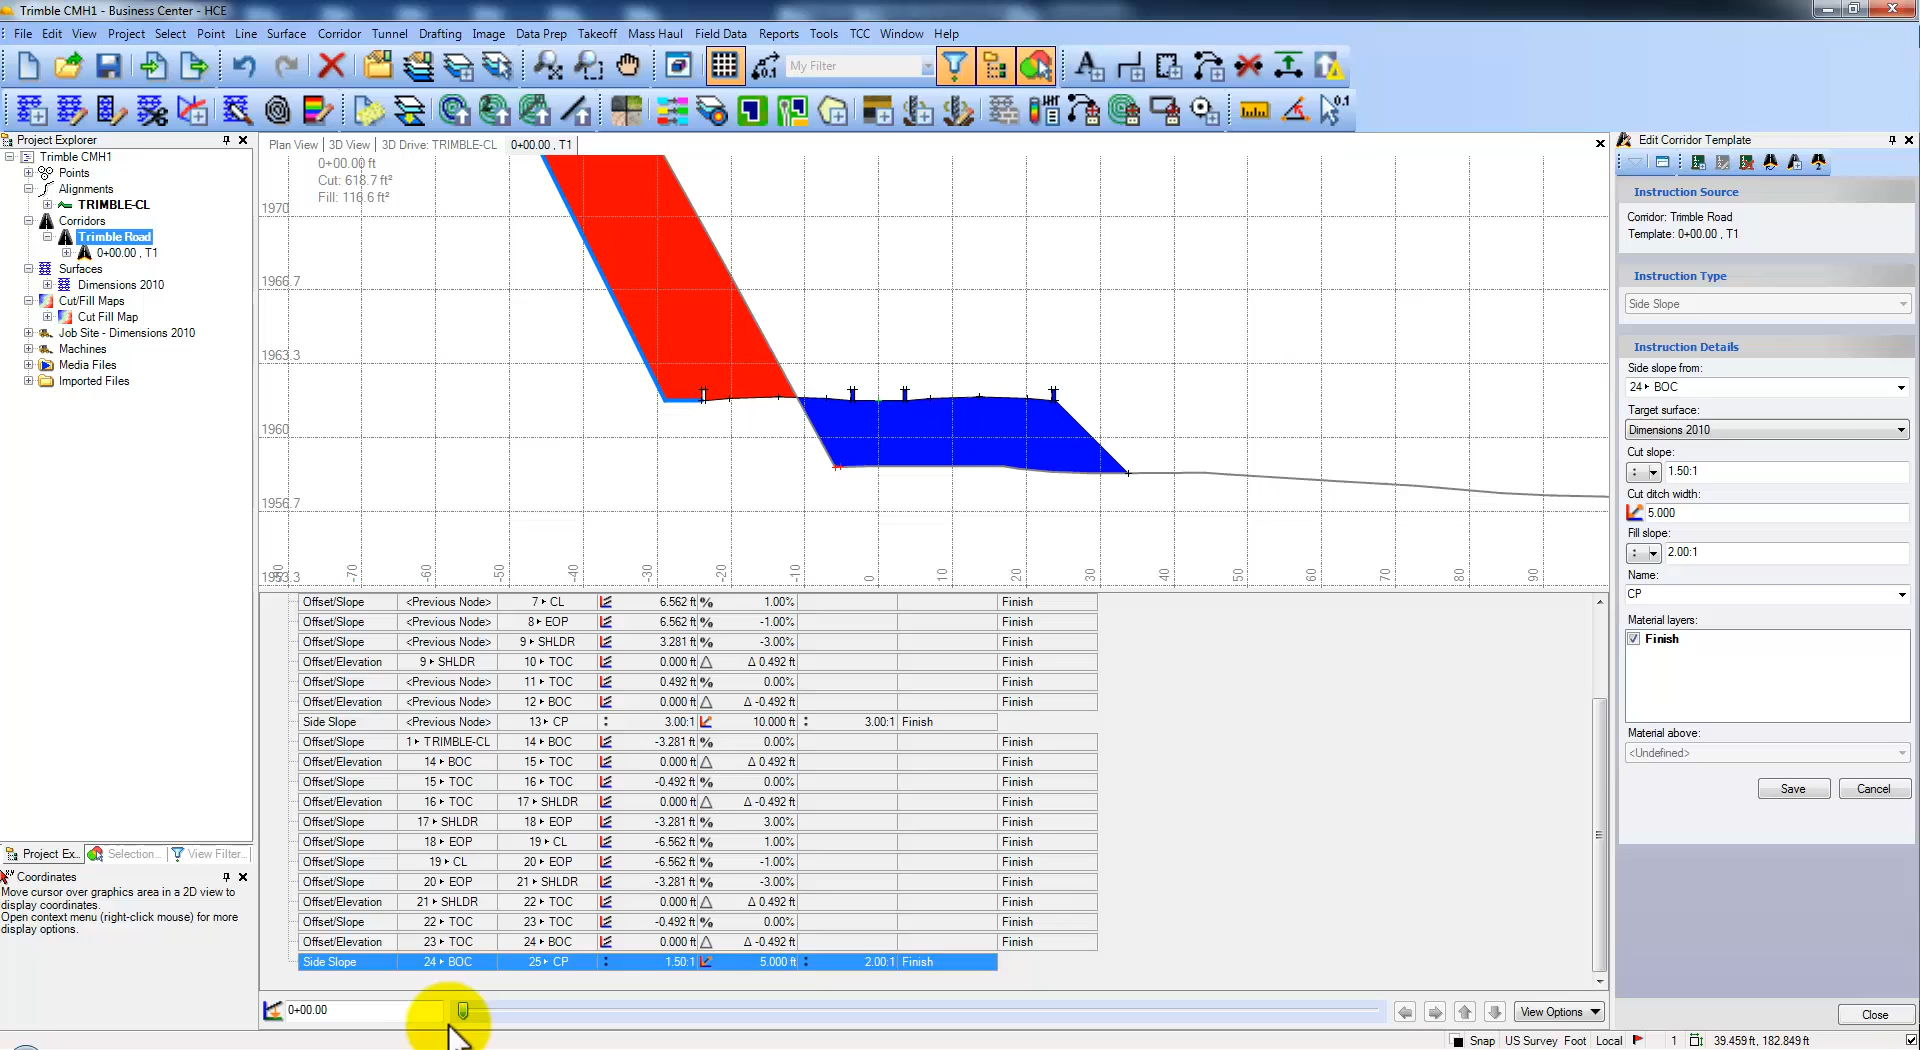 Trimble CMH1 - Business Center - HCE
File Edit View Project Select Point Line Surface Corridor Tunnel Drafting Image Data Prep Takeoff Mass Haul Field Data Reports Tools TCC Window Help
My Filter
Project Explorer
Trimble CMH1
Points
Alignments
TRIMBLE-CL
Corridors
Trimble Road
0+00.00 , T1
Surfaces
Dimensions 2010
Cut/Fill Maps
Cut Fill Map
Job Site - Dimensions 2010
Machines
Media Files
Imported Files
Project Ex... Selection... View Filter...
Coordinates
Move cursor over graphics area in a 2D view to
display coordinates.
Open context menu (right-click mouse) for more
display options.
Plan View 3D View 3D Drive: TRIMBLE-CL 0+00.00 , T1
0+00.00 ft
Cut: 618.7 ft²
Fill: 116.6 ft²
1970
1966.7
1963.3
1960
1956.7
-70 -60 -50 -40 -30 -20 -10 0 10 20 30 40 50 60 70 80 90
Offset/Slope <Previous Node> 7 CL 6.562 ft % 1.00% Finish
Offset/Slope <Previous Node> 8 EOP 6.562 ft % -1.00% Finish
Offset/Slope <Previous Node> 9 SHLDR 3.281 ft % -3.00% Finish
Offset/Elevation 9 SHLDR 10 TOC 0.000 ft Δ 0.492 ft Finish
Offset/Slope <Previous Node> 11 TOC 0.492 ft % 0.00% Finish
Offset/Elevation <Previous Node> 12 BOC 0.000 ft Δ -0.492 ft Finish
Side Slope <Previous Node> 13 CP : 3.00:1 10.000 ft : 3.00:1 Finish
Offset/Slope 1 TRIMBLE-CL 14 BOC -3.281 ft % 0.00% Finish
Offset/Elevation 14 BOC 15 TOC 0.000 ft Δ 0.492 ft Finish
Offset/Slope 15 TOC 16 TOC -0.492 ft % 0.00% Finish
Offset/Elevation 16 TOC 17 SHLDR 0.000 ft Δ -0.492 ft Finish
Offset/Slope 17 SHLDR 18 EOP -3.281 ft % 3.00% Finish
Offset/Slope 18 EOP 19 CL -6.562 ft % 1.00% Finish
Offset/Slope 19 CL 20 EOP -6.562 ft % -1.00% Finish
Offset/Slope 20 EOP 21 SHLDR -3.281 ft % -3.00% Finish
Offset/Elevation 21 SHLDR 22 TOC 0.000 ft Δ 0.492 ft Finish
Offset/Slope 22 TOC 23 TOC -0.492 ft % 0.00% Finish
Offset/Elevation 23 TOC 24 BOC 0.000 ft Δ -0.492 ft Finish
Side Slope 24 BOC 25 CP : 1.50:1 5.000 ft : 2.00:1 Finish
0+00.00
View Options
Edit Corridor Template
Instruction Source
Corridor: Trimble Road
Template: 0+00.00 , T1
Instruction Type
Side Slope
Instruction Details
Side slope from:
24 BOC
Target surface:
Dimensions 2010
Cut slope:
: 1.50:1
Cut ditch width:
5.000
Fill slope:
: 2.00:1
Name:
CP
Material layers:
Finish
Material above:
<Undefined>
Save Cancel
Close
Snap US Survey Foot Local 1 39.459 ft, 182.849 ft